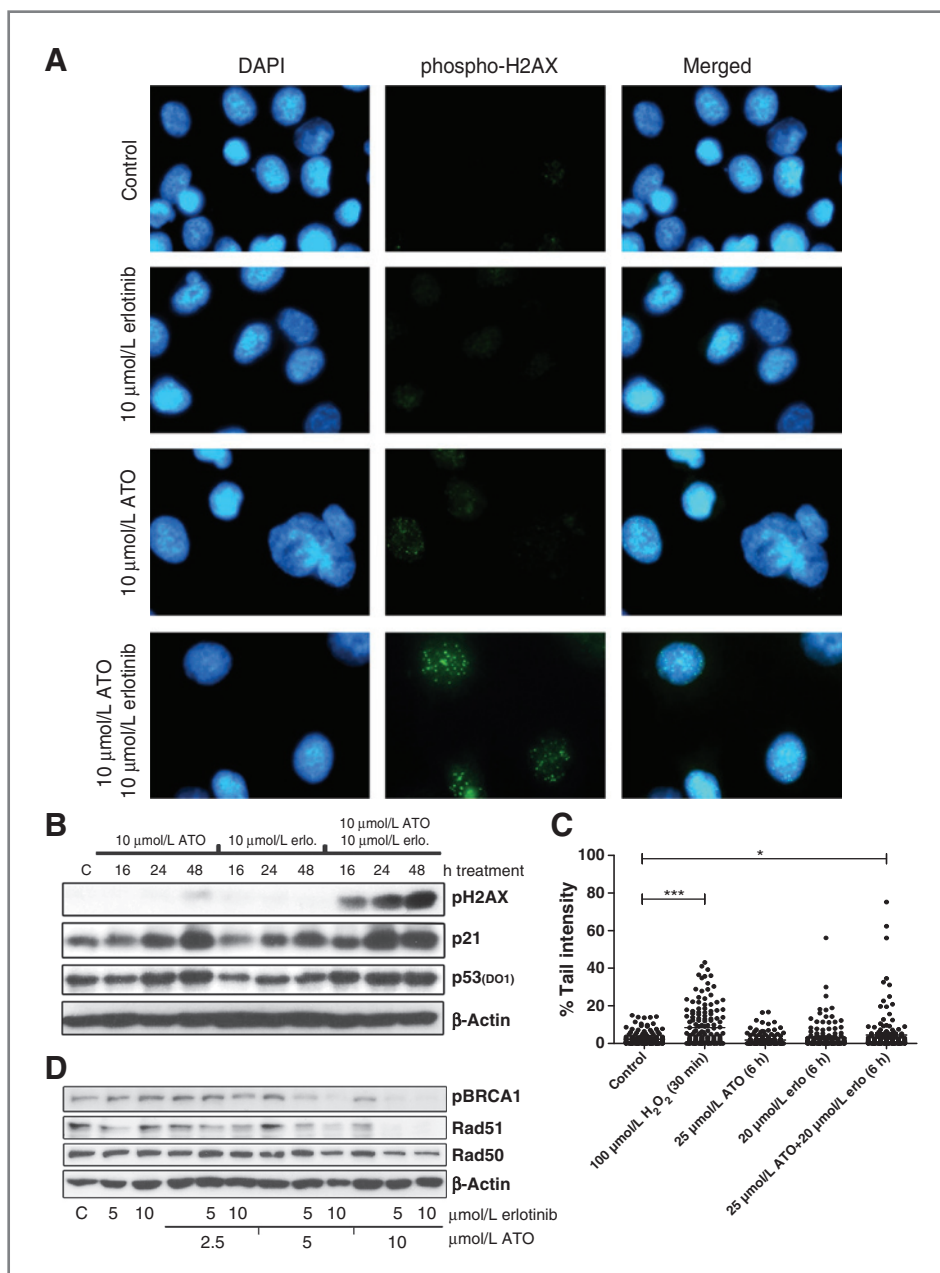 A
DAPI phospho-H2AX Merged
Control
10 µmol/L erlotinib
10 µmol/L ATO
10 µmol/L ATO
10 µmol/L erlotinib
B
10 µmol/L ATO 10 µmol/L erlo. 10 µmol/L ATO
10 µmol/L erlo.
C 16 24 48 16 24 48 16 24 48 h treatment
pH2AX
p21
p53(DO1)
β-Actin
C
*
***
% Tail intensity
100
80
60
40
20
0
Control
100 µmol/L H₂O₂ (30 min)
25 µmol/L ATO (6 h)
20 µmol/L erlo (6 h)
25 µmol/L ATO+20 µmol/L erlo (6 h)
D
pBRCA1
Rad51
Rad50
β-Actin
C 5 10 5 10 5 10 5 10 µmol/L erlotinib
2.5 5 10 µmol/L ATO